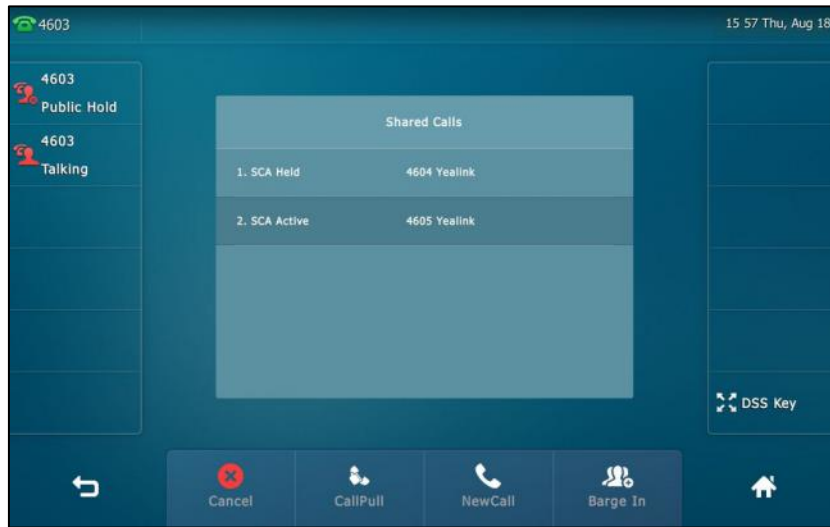 4603
15 57 Thu, Aug 18
4603
Public Hold
4603
Talking
Shared Calls
1. SCA Held 4604 Yealink
2. SCA Active 4605 Yealink
DSS Key
Cancel
CallPull
NewCall
Barge In